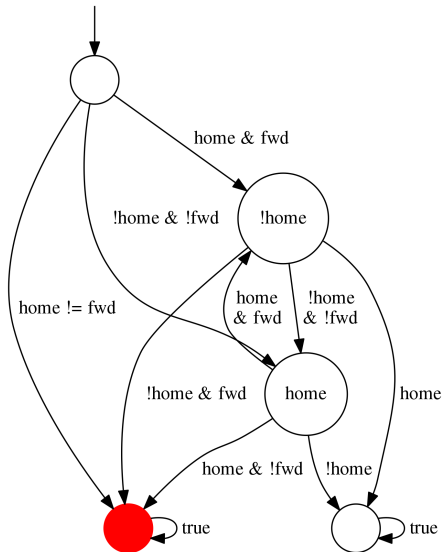 home & fwd
!home & !fwd
!home
home
& fwd
!home
& !fwd
home != fwd
home
!home & fwd
home
home & !fwd
!home
true
true